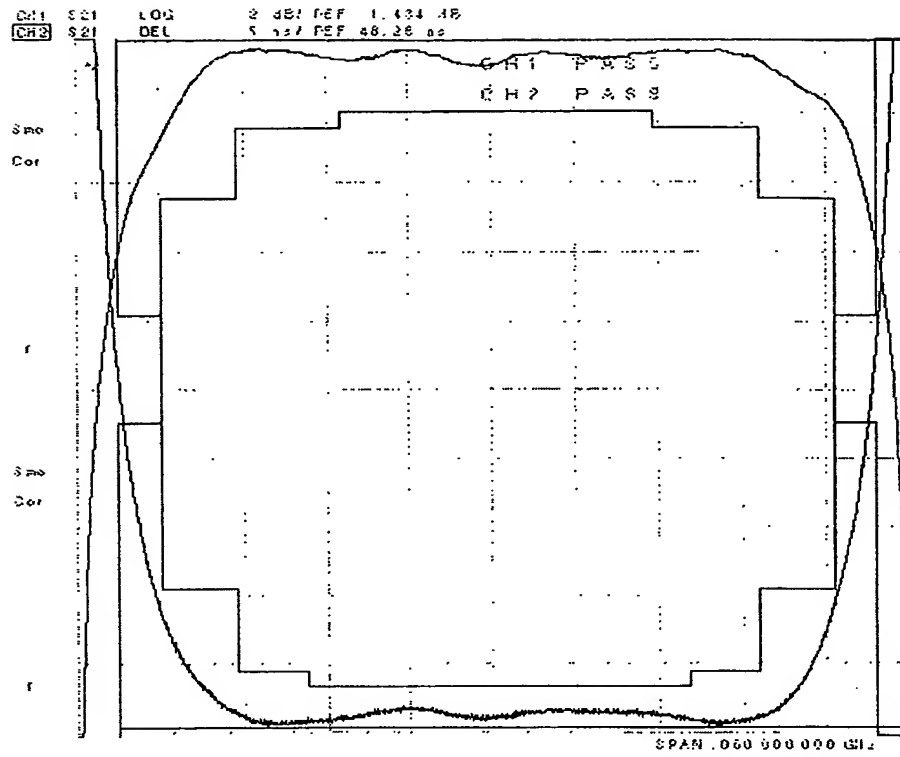 CH1 S21 LOG 2 dB/ REF 1.434 dB
CH2 S21 DEL 5 ns/ REF 48.28 ns
CH1 PASS
CH2 PASS
Smo
Cor
r
Smo
Cor
r
SPAN .060 000 000 GHz